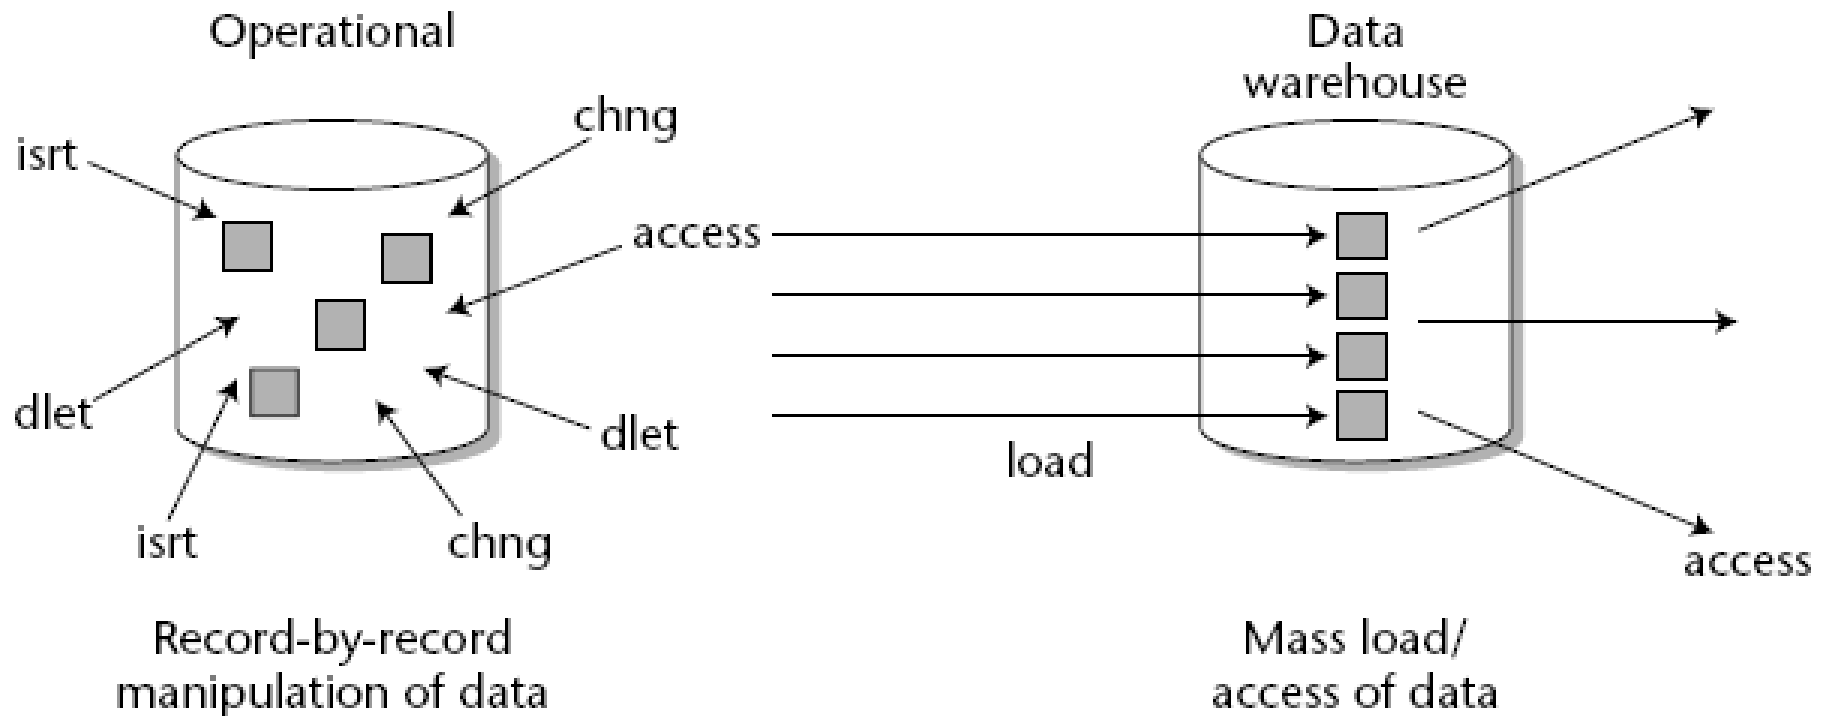 Operational
isrt
chng
access
dlet
dlet
isrt
chng
Record-by-record
manipulation of data
Data
warehouse
load
access
Mass load/
access of data